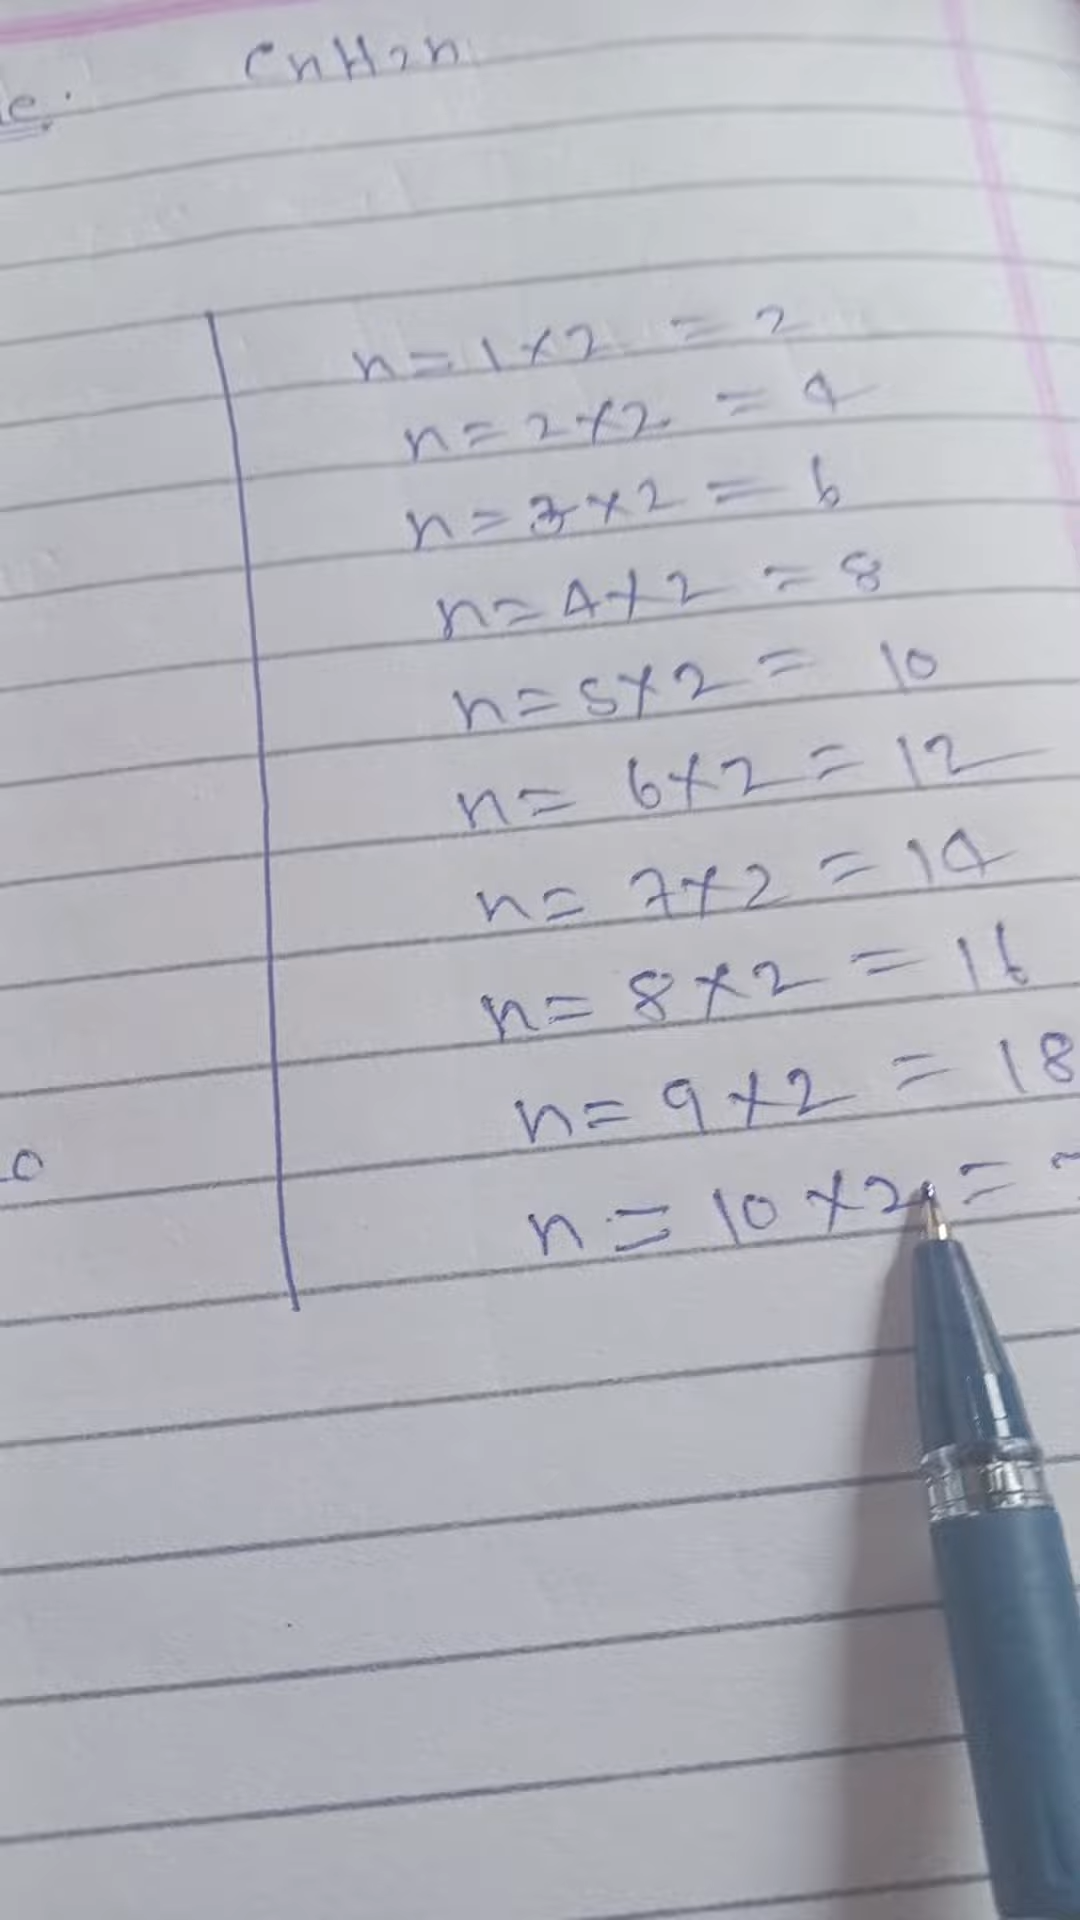 CnH2n
n=1×2 = 2
n=2×2 = 4
n=3×2 = 6
n=4×2 = 8
n=5×2 = 10
n= 6×2 = 12
n= 7×2 = 14
n= 8×2 = 16
n= 9×2 = 18
n = 10×2 =